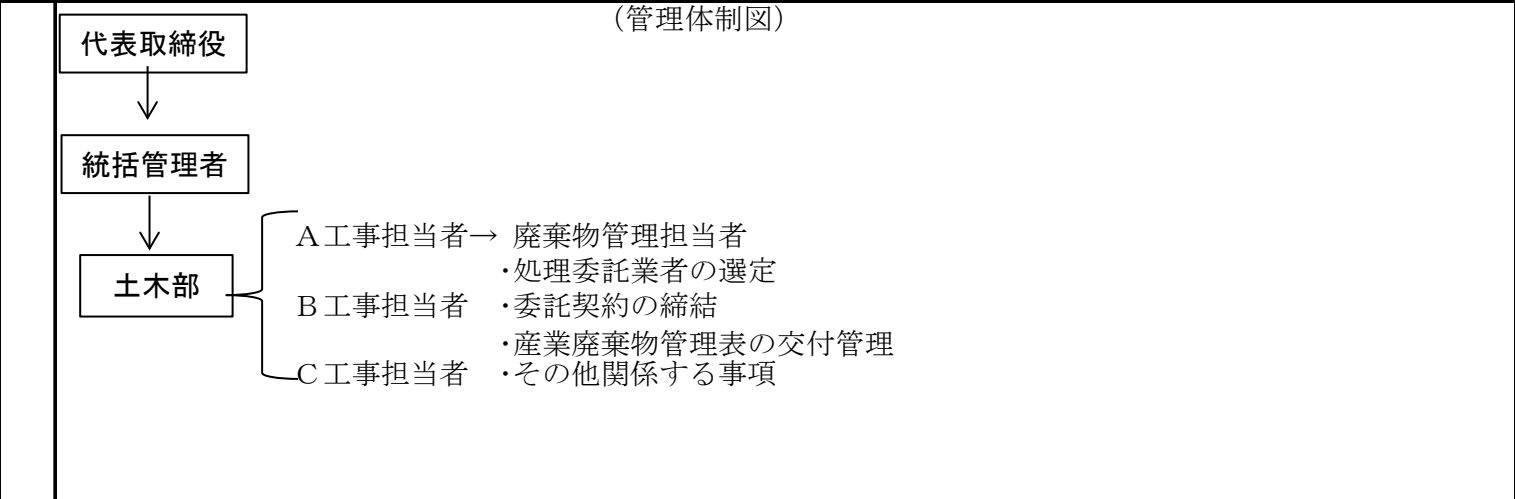 （管理体制図）
代表取締役
統括管理者
土木部
Ａ工事担当者→ 廃棄物管理担当者
・処理委託業者の選定
Ｂ工事担当者 ・委託契約の締結
・産業廃棄物管理表の交付管理
Ｃ工事担当者 ・その他関係する事項